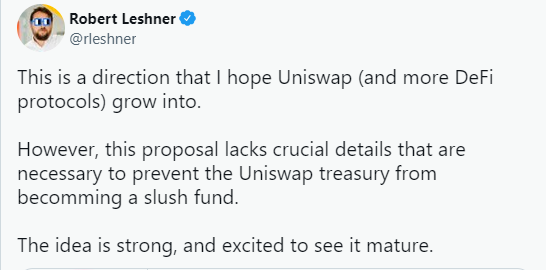 Robert Leshner
@rleshner
This is a direction that I hope Uniswap (and more DeFi
protocols) grow into.
However, this proposal lacks crucial details that are
necessary to prevent the Uniswap treasury from
becomming a slush fund.
The idea is strong, and excited to see it mature.